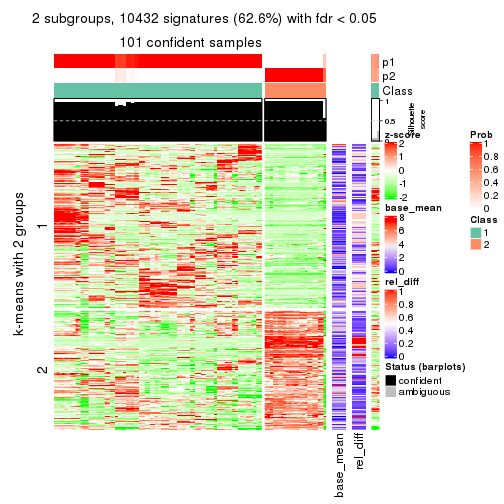 2 subgroups, 10432 signatures (62.6%) with fdr < 0.05
101 confident samples
p1
p2
Class
1
0.5
0
Silhouette
score
k-means with 2 groups
1
2
base_mean
rel_diff
z-score
2
1
0
-1
-2
base_mean
8
6
4
2
0
rel_diff
1
0.8
0.6
0.4
0.2
0
Status (barplots)
confident
ambiguous
Prob
1
0.8
0.6
0.4
0.2
0
Class
1
2